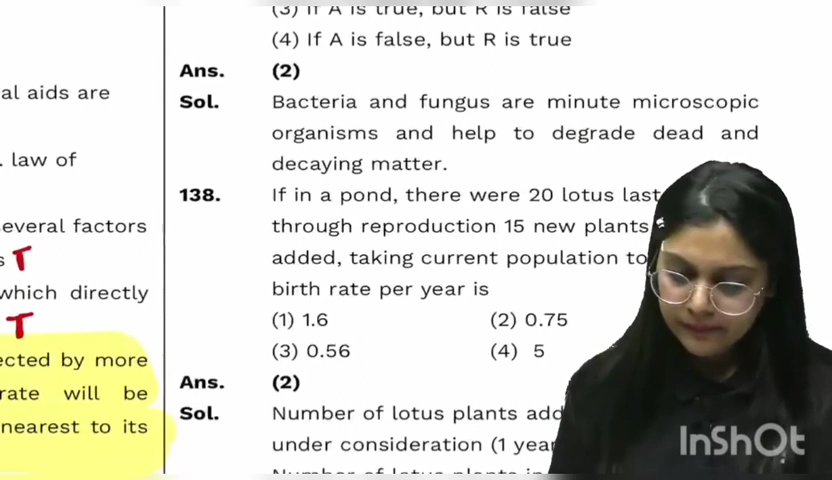 al aids are
. law of
everal factors
s T
which directly
T
ected by more
rate will be
nearest to its
(3) If A is true, but R is false
(4) If A is false, but R is true
Ans. (2)
Sol. Bacteria and fungus are minute microscopic
organisms and help to degrade dead and
decaying matter.
138. If in a pond, there were 20 lotus last
through reproduction 15 new plants
added, taking current population to
birth rate per year is
(1) 1.6 (2) 0.75
(3) 0.56 (4) 5
Ans. (2)
Sol. Number of lotus plants add
under consideration (1 year
Number of lotus plants in
InShOt